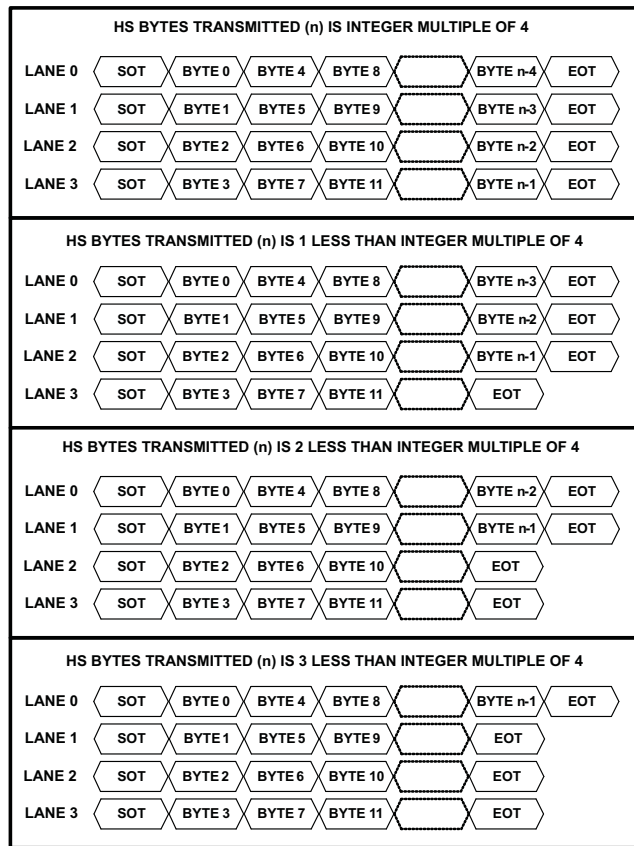 HS BYTES TRANSMITTED (n) IS INTEGER MULTIPLE OF 4
LANE 0 SOT BYTE 0 BYTE 4 BYTE 8 BYTE n-4 EOT
LANE 1 SOT BYTE 1 BYTE 5 BYTE 9 BYTE n-3 EOT
LANE 2 SOT BYTE 2 BYTE 6 BYTE 10 BYTE n-2 EOT
LANE 3 SOT BYTE 3 BYTE 7 BYTE 11 BYTE n-1 EOT
HS BYTES TRANSMITTED (n) IS 1 LESS THAN INTEGER MULTIPLE OF 4
LANE 0 SOT BYTE 0 BYTE 4 BYTE 8 BYTE n-3 EOT
LANE 1 SOT BYTE 1 BYTE 5 BYTE 9 BYTE n-2 EOT
LANE 2 SOT BYTE 2 BYTE 6 BYTE 10 BYTE n-1 EOT
LANE 3 SOT BYTE 3 BYTE 7 BYTE 11 EOT
HS BYTES TRANSMITTED (n) IS 2 LESS THAN INTEGER MULTIPLE OF 4
LANE 0 SOT BYTE 0 BYTE 4 BYTE 8 BYTE n-2 EOT
LANE 1 SOT BYTE 1 BYTE 5 BYTE 9 BYTE n-1 EOT
LANE 2 SOT BYTE 2 BYTE 6 BYTE 10 EOT
LANE 3 SOT BYTE 3 BYTE 7 BYTE 11 EOT
HS BYTES TRANSMITTED (n) IS 3 LESS THAN INTEGER MULTIPLE OF 4
LANE 0 SOT BYTE 0 BYTE 4 BYTE 8 BYTE n-1 EOT
LANE 1 SOT BYTE 1 BYTE 5 BYTE 9 EOT
LANE 2 SOT BYTE 2 BYTE 6 BYTE 10 EOT
LANE 3 SOT BYTE 3 BYTE 7 BYTE 11 EOT